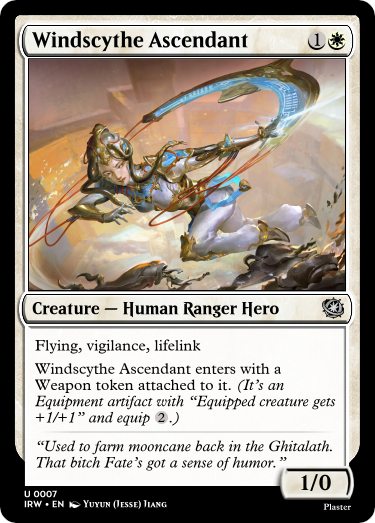 Windscythe Ascendant 1
Creature — Human Ranger Hero
Flying, vigilance, lifelink
Windscythe Ascendant enters with a
Weapon token attached to it. (It's an
Equipment artifact with “Equipped creature gets
+1/+1” and equip 2.)
“Used to farm mooncane back in the Ghitalath.
That bitch Fate's got a sense of humor.”
1/0
U 0007
IRW • EN Yuyun (Jesse) Jiang
Plaster